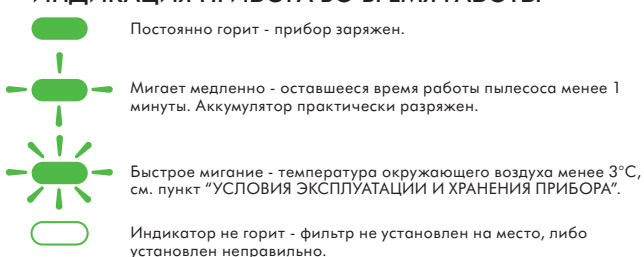 ИНДИКАЦИЯ ПРИБОРА ВО ВРЕМЯ РАБОТЫ
Постоянно горит - прибор заряжен.
Мигает медленно - оставшееся время работы пылесоса менее 1
минуты. Аккумулятор практически разряжен.
Быстрое мигание - температура окружающего воздуха менее 3°С,
см. пункт “УСЛОВИЯ ЭКСПЛУАТАЦИИ И ХРАНЕНИЯ ПРИБОРА”.
Индикатор не горит - фильтр не установлен на место, либо
установлен неправильно.